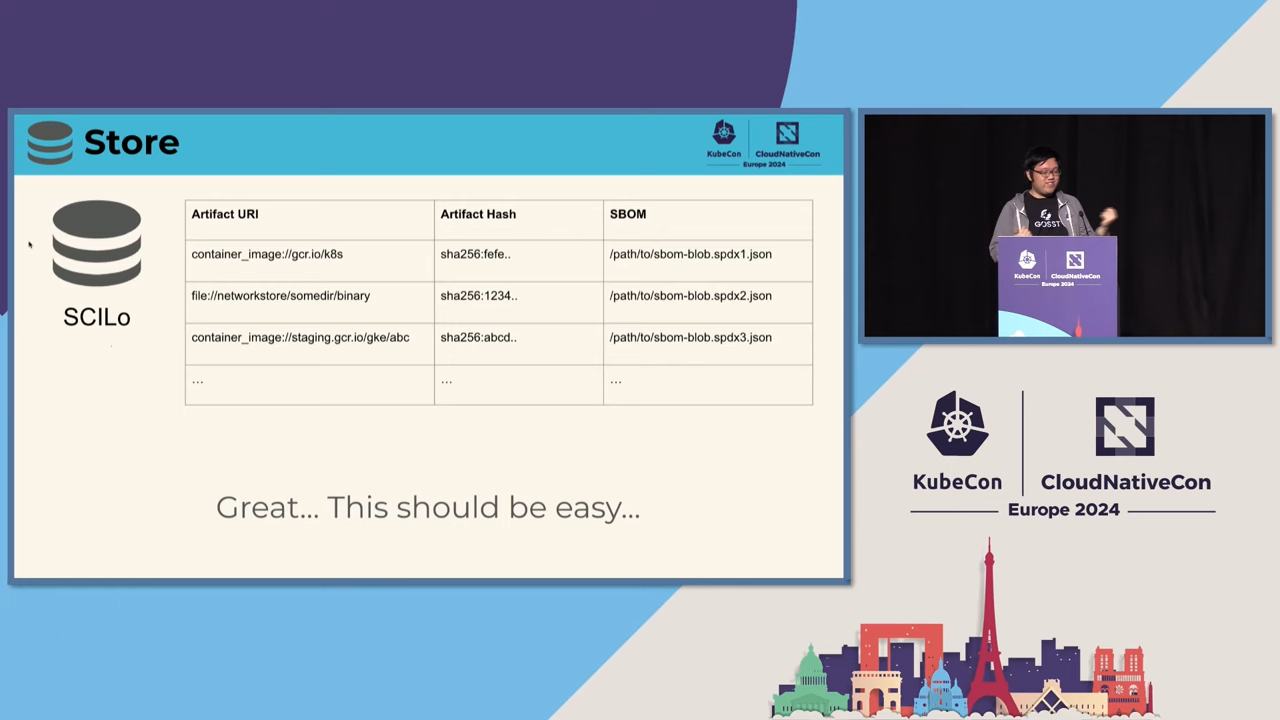 Store
KubeCon
CloudNativeCon
Europe 2024
SCILo
Artifact URI
Artifact Hash
SBOM
container_image://gcr.io/k8s
sha256:fefe..
/path/to/sbom-blob.spdx1.json
file://networkstore/somedir/binary
sha256:1234..
/path/to/sbom-blob.spdx2.json
container_image://staging.gcr.io/gke/abc
sha256:abcd..
/path/to/sbom-blob.spdx3.json
...
...
...
Great... This should be easy...
GOSST
KubeCon
CloudNativeCon
Europe 2024
KubeCon
CloudNativeCon
Europe 2024